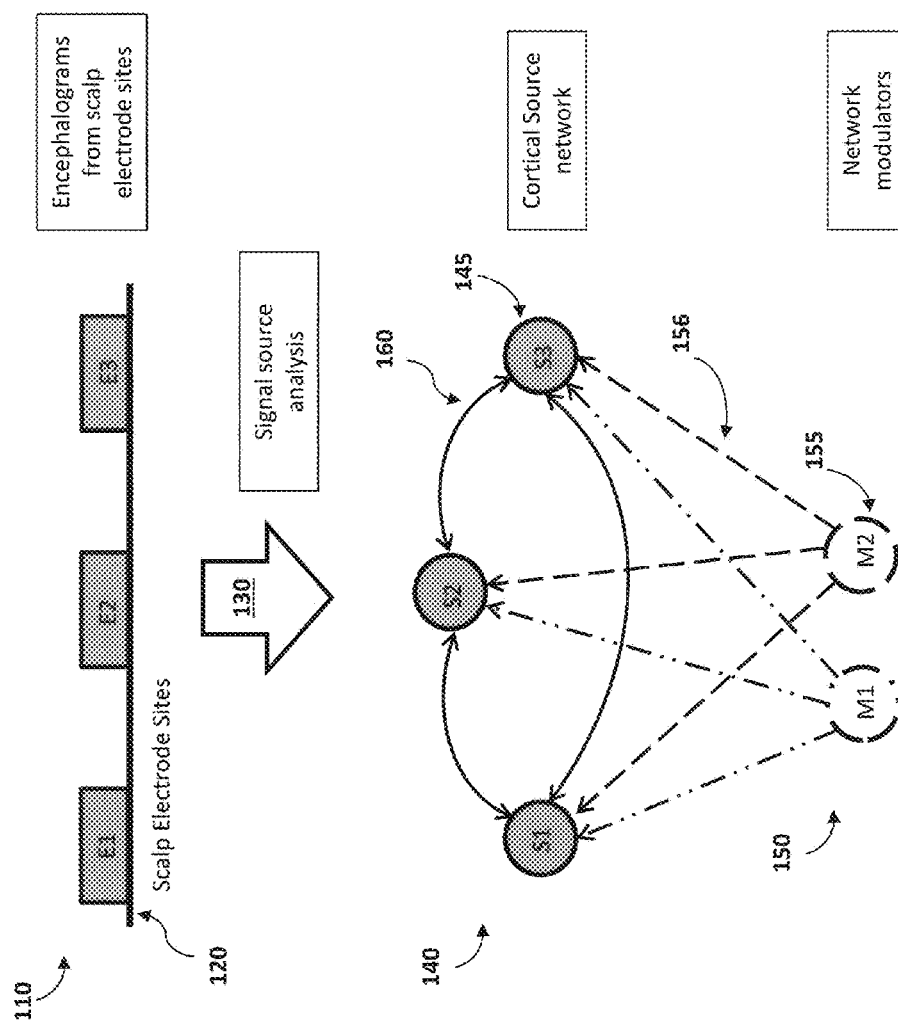 110
E1
E2
E3
Encephalograms
from scalp
electrode sites
120
Scalp Electrode Sites
130
Signal source
analysis
140
S1
S2
S3
160
145
Cortical Source
network
156
150
M1
M2
155
Network
modulators